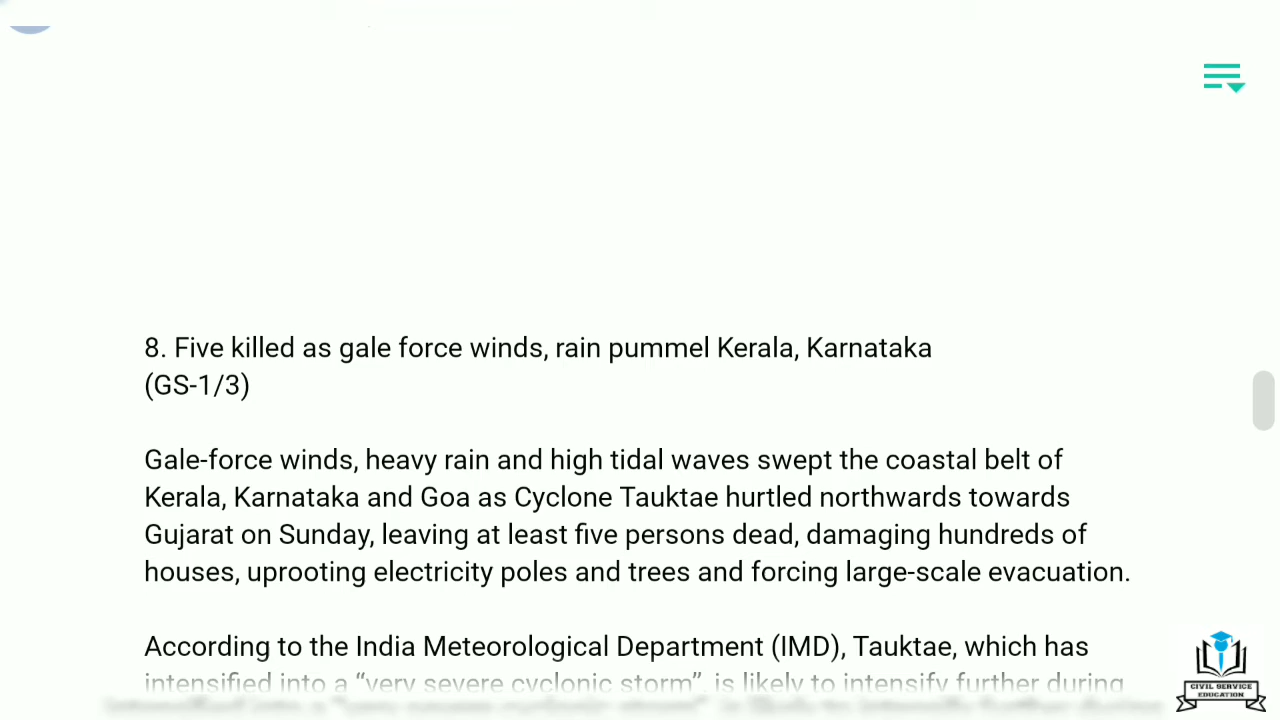 8. Five killed as gale force winds, rain pummel Kerala, Karnataka
(GS-1/3)
Gale-force winds, heavy rain and high tidal waves swept the coastal belt of
Kerala, Karnataka and Goa as Cyclone Tauktae hurtled northwards towards
Gujarat on Sunday, leaving at least five persons dead, damaging hundreds of
houses, uprooting electricity poles and trees and forcing large-scale evacuation.
According to the India Meteorological Department (IMD), Tauktae, which has
intensified into a “very severe cyclonic storm”, is likely to intensify further during
CIVIL SERVICE
EDUCATION